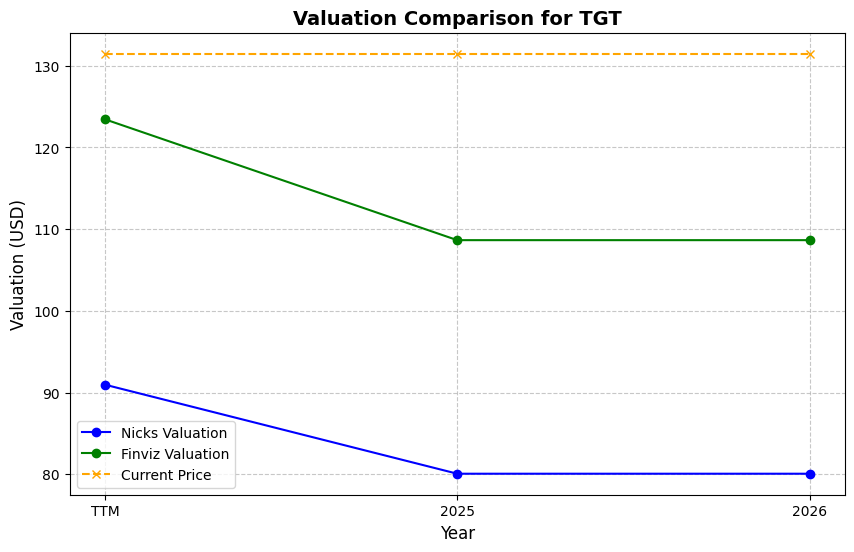 Valuation Comparison for TGT
Valuation (USD)
130
120
110
100
90
80
Nicks Valuation
Finviz Valuation
Current Price
TTM
2025
2026
Year